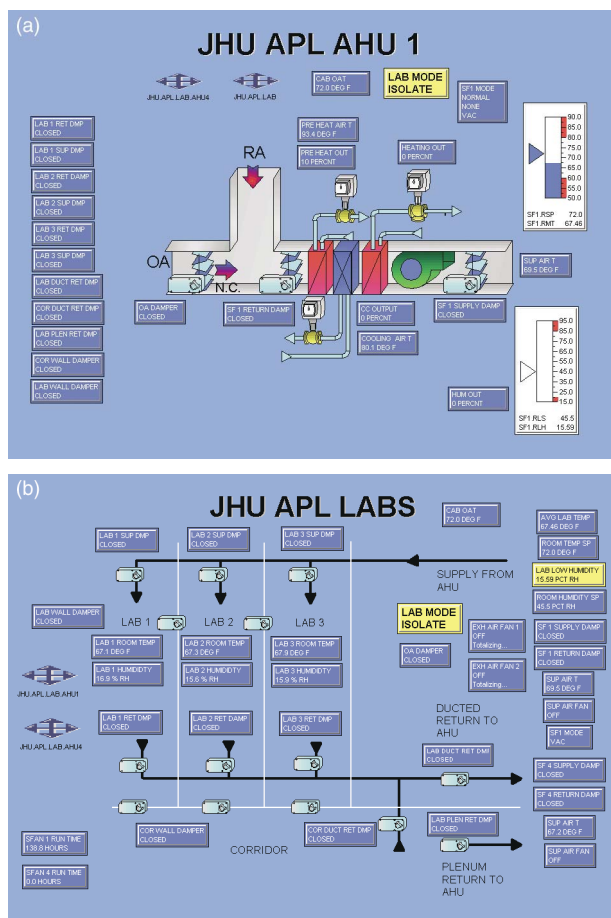 (a)
JHU APL AHU 1
JHU.APL.LAB.AHU4
JHU.APL.LAB
CAB OAT
72.0 DEG F
LAB MODE
ISOLATE
SF1 MODE
NORMAL
NONE
VAC
LAB 1 RET DMP
CLOSED
LAB 1 SUP DMP
CLOSED
LAB 2 RET DAMP
CLOSED
LAB 2 SUP DMP
CLOSED
LAB 3 RET DMP
CLOSED
LAB 3 SUP DMP
CLOSED
LAB DUCT RET DMP
CLOSED
COR DUCT RET DMP
CLOSED
LAB PLEN RET DMP
CLOSED
COR WALL DAMPER
CLOSED
LAB WALL DAMPER
CLOSED
PRE HEAT AIR T
93.4 DEG F
PRE HEAT OUT
10 PERCNT
HEATING OUT
0 PERCNT
RA
OA
N.C.
OA DAMPER
CLOSED
SF 1 RETURN DAMP
CLOSED
CC OUTPUT
0 PERCNT
COOLING AIR T
80.1 DEG F
SF 1 SUPPLY DAMP
CLOSED
SUP AIR T
69.5 DEG F
HUM OUT
0 PERCNT
90.0
85.0
80.0
75.0
70.0
65.0
60.0
55.0
50.0
SF1.RSP 72.0
SF1.RMT 67.46
95.0
85.0
75.0
65.0
55.0
45.0
35.0
25.0
15.0
SF1.RLS 45.5
SF1.RLH 15.59
(b)
JHU APL LABS
CAB OAT
72.0 DEG F
AVG LAB TEMP
67.46 DEG F
ROOM TEMP SP
72.0 DEG F
LAB LOW HUMIDITY
15.59 PCT RH
ROOM HUMIDITY SP
45.5 PCT RH
SF 1 SUPPLY DAMP
CLOSED
SF 1 RETURN DAMP
CLOSED
SUP AIR T
69.5 DEG F
SUP AIR FAN
OFF
SF1 MODE
VAC
SF 4 SUPPLY DAMP
CLOSED
SF 4 RETURN DAMP
CLOSED
SUP AIR T
67.2 DEG F
SUP AIR FAN
OFF
LAB 1 SUP DMP
CLOSED
LAB 2 SUP DMP
CLOSED
LAB 3 SUP DMP
CLOSED
SUPPLY FROM
AHU
LAB WALL DAMPER
CLOSED
LAB 1
LAB 2
LAB 3
LAB MODE
ISOLATE
EXH AIR FAN 1
OFF
Totalizing...
OA DAMPER
CLOSED
EXH AIR FAN 2
OFF
Totalizing...
LAB 1 ROOM TEMP
67.1 DEG F
LAB 2 ROOM TEMP
67.3 DEG F
LAB 3 ROOM TEMP
67.9 DEG F
LAB 1 HUMIDITY
16.9 % RH
LAB 2 HUMIDITY
15.6 % RH
LAB 3 HUMIDITY
15.9 % RH
JHU.APL.LAB.AHU1
JHU.APL.LAB.AHU4
LAB 1 RET DMP
CLOSED
LAB 2 RET DAMP
CLOSED
LAB 3 RET DMP
CLOSED
DUCTED
RETURN TO
AHU
LAB DUCT RET DMF
CLOSED
COR WALL DAMPER
CLOSED
COR DUCT RET DMP
CLOSED
LAB PLEN RET DMP
CLOSED
CORRIDOR
PLENUM
RETURN TO
AHU
SFAN 1 RUN TIME
138.8 HOURS
SFAN 4 RUN TIME
0.0 HOURS